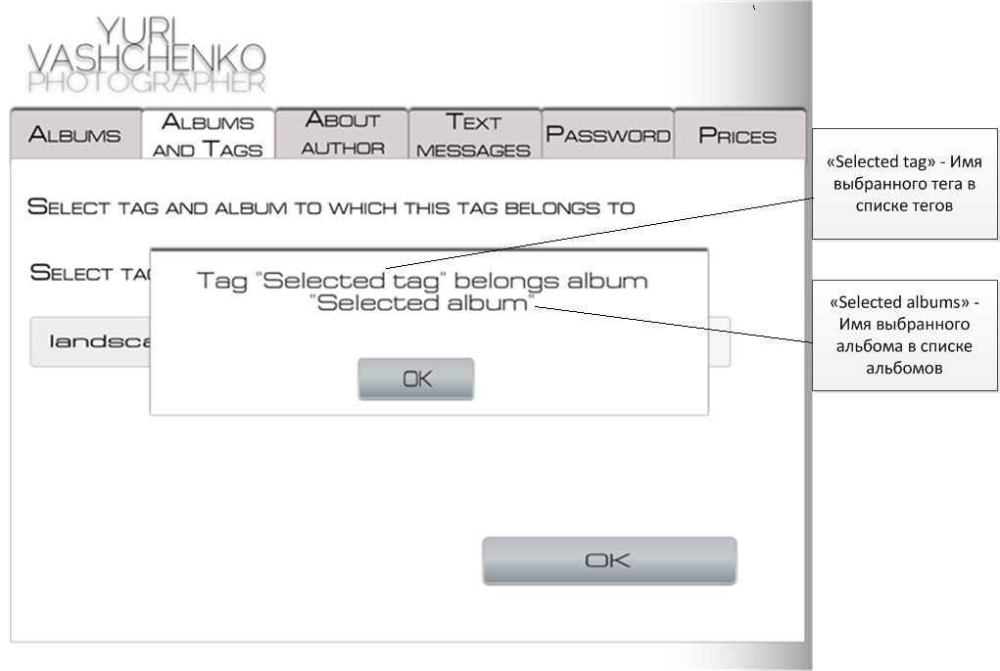 YURI
VASHCHENKO
PHOTOGRAPHER
ALBUMS
ALBUMS
AND TAGS
ABOUT
AUTHOR
TEXT
MESSAGES
PASSWORD
PRICES
SELECT TAG AND ALBUM TO WHICH THIS TAG BELONGS TO
SELECT TAG
Tag "Selected tag" belongs album
"Selected album"
landsca
OK
OK
«Selected tag» - Имя
выбранного тега в
списке тегов
«Selected albums» -
Имя выбранного
альбома в списке
альбомов